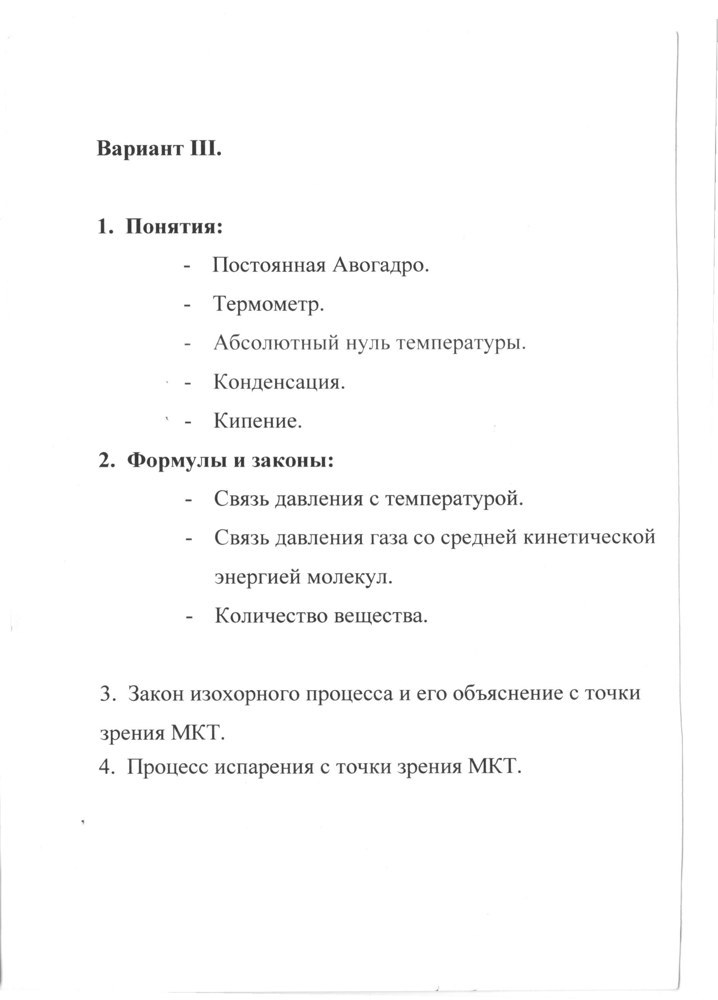 Вариант III.
1. Понятия:
- Постоянная Авогадро.
- Термометр.
- Абсолютный нуль температуры.
- Конденсация.
- Кипение.
2. Формулы и законы:
- Связь давления с температурой.
- Связь давления газа со средней кинетической
энергией молекул.
- Количество вещества.
3. Закон изохорного процесса и его объяснение с точки
зрения МКТ.
4. Процесс испарения с точки зрения МКТ.